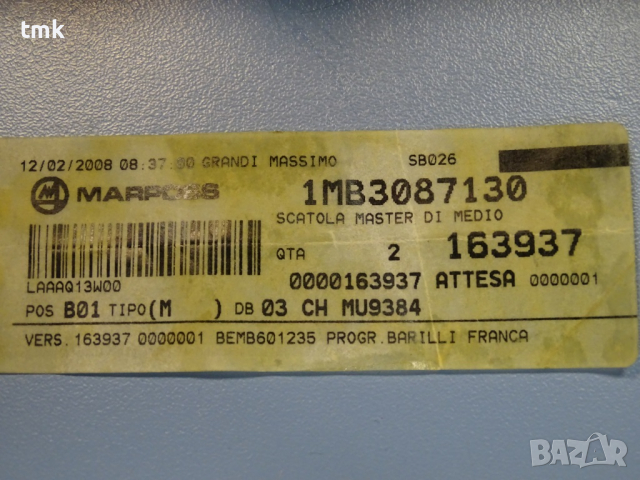 tmk
12/02/2008 08:37:00 GRANDI MASSIMO SB026
MARPOSS 1MB3087130
SCATOLA MASTER DI MEDIO
QTA 2 163937
LAAAQ13W00 0000163937 ATTESA 0000001
POS B01 TIPO(M ) DB 03 CH MU9384
VERS.163937 0000001 BEMB601235 PROGR.BARILLI FRANCA
BAZAR